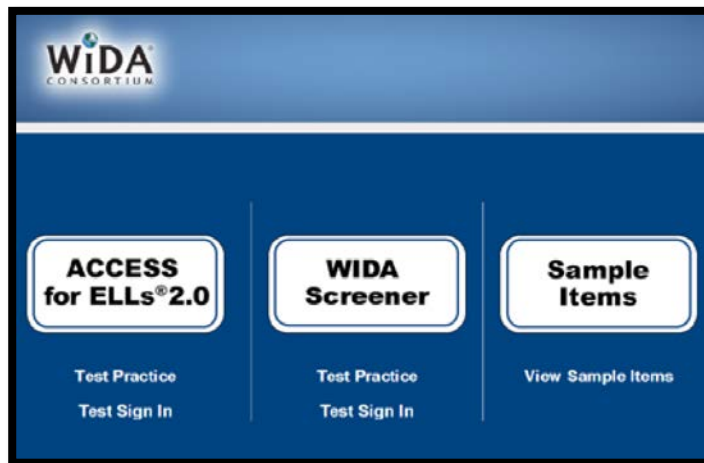 WiDA
CONSORTIUM
ACCESS
for ELLs®2.0
Test Practice
Test Sign In
WIDA
Screener
Test Practice
Test Sign In
Sample
Items
View Sample Items